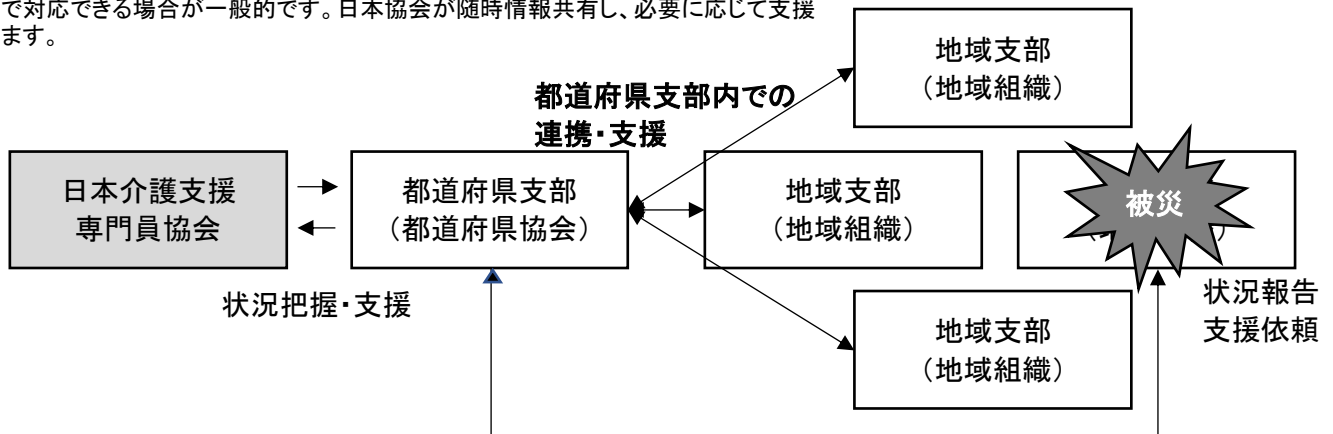 で対応できる場合が一般的です。日本協会が随時情報共有し、必要に応じて支援
ます。
地域支部
（地域組織）
都道府県支部内での
連携・支援
日本介護支援
専門員協会
都道府県支部
（都道府県協会）
地域支部
（地域組織）
被災
状況把握・支援
状況報告
支援依頼
地域支部
（地域組織）